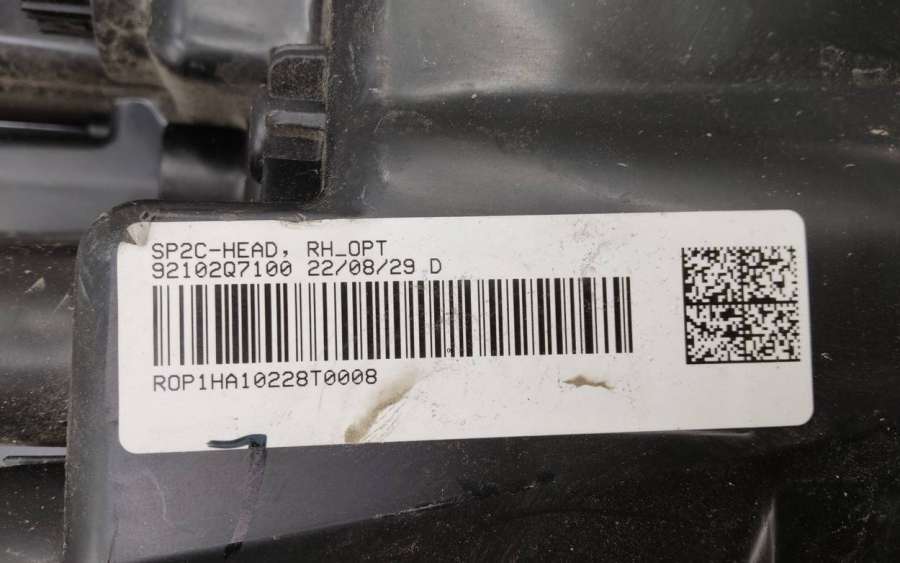 SP2C-HEAD, RH_OPT
92102Q7100 22/08/29 D
ROP1HA10228T0008